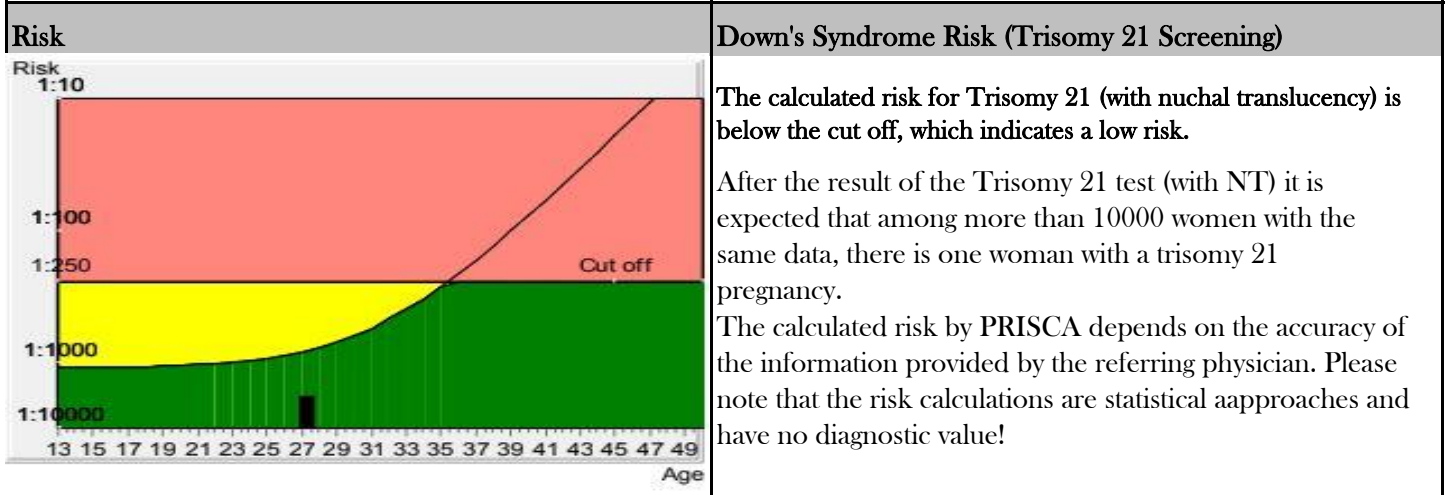 Risk
Risk
1:10
1:100
1:250
Cut off
1:1000
1:10000
13 15 17 19 21 23 25 27 29 31 33 35 37 39 41 43 45 47 49
Age
Down's Syndrome Risk (Trisomy 21 Screening)
The calculated risk for Trisomy 21 (with nuchal translucency) is
below the cut off, which indicates a low risk.
After the result of the Trisomy 21 test (with NT) it is
expected that among more than 10000 women with the
same data, there is one woman with a trisomy 21
pregnancy.
The calculated risk by PRISCA depends on the accuracy of
the information provided by the referring physician. Please
note that the risk calculations are statistical aapproaches and
have no diagnostic value!